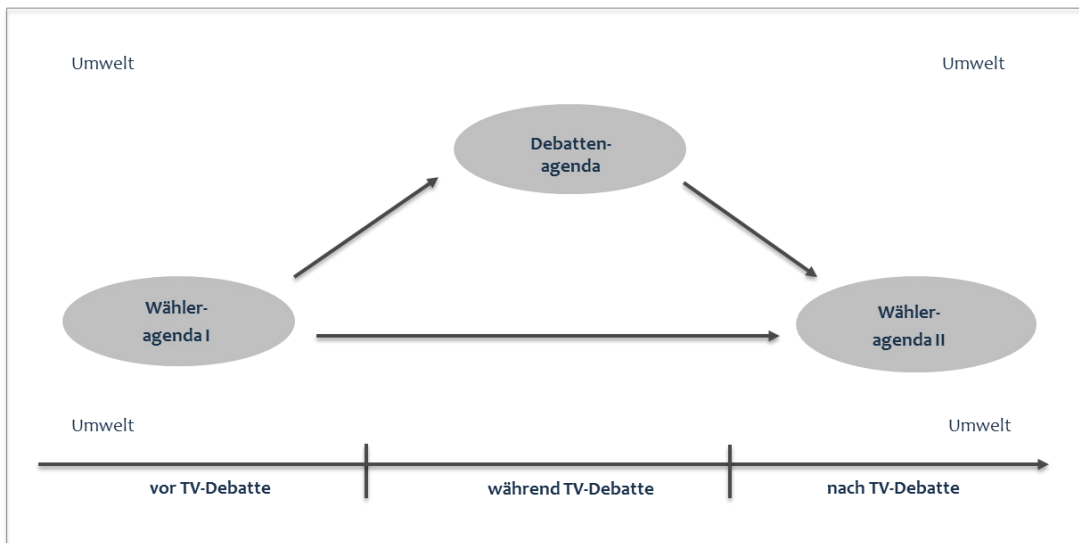 Umwelt
Umwelt
Debatten-
agenda
Wähler-
agenda I
Wähler-
agenda II
Umwelt
Umwelt
vor TV-Debatte
während TV-Debatte
nach TV-Debatte